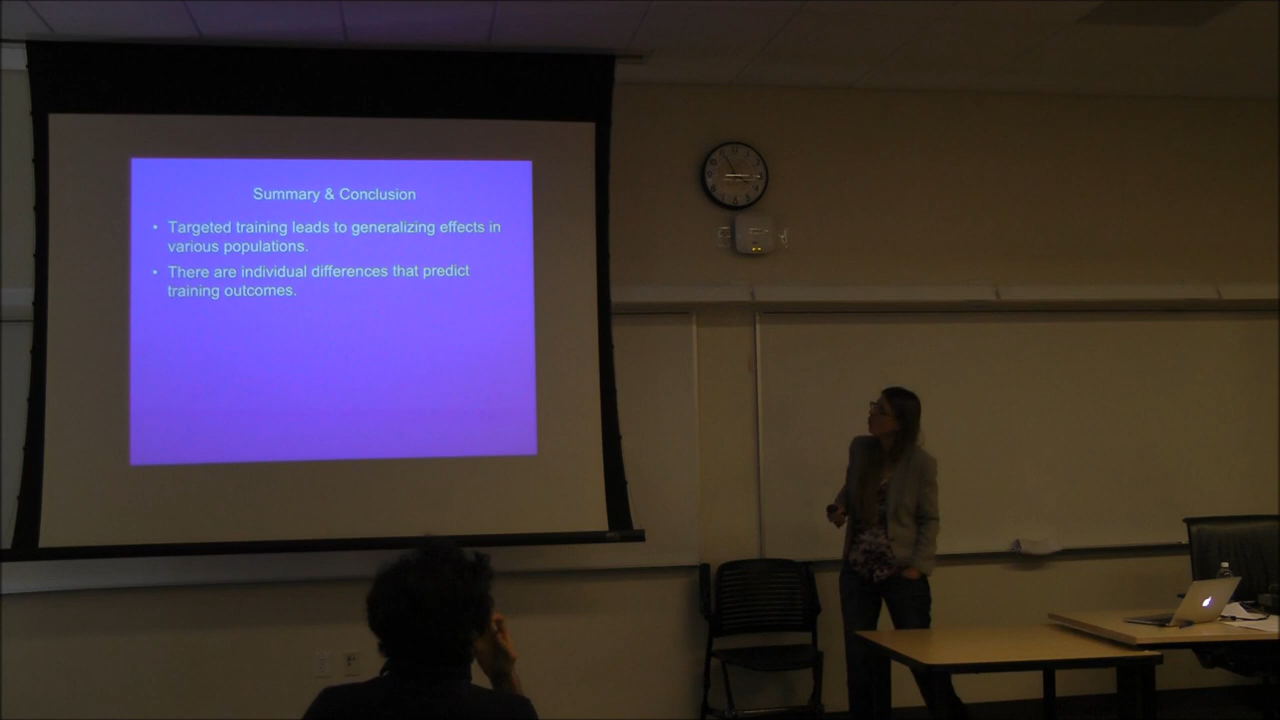 Summary & Conclusion
• Targeted training leads to generalizing effects in
various populations.
• There are individual differences that predict
training outcomes.